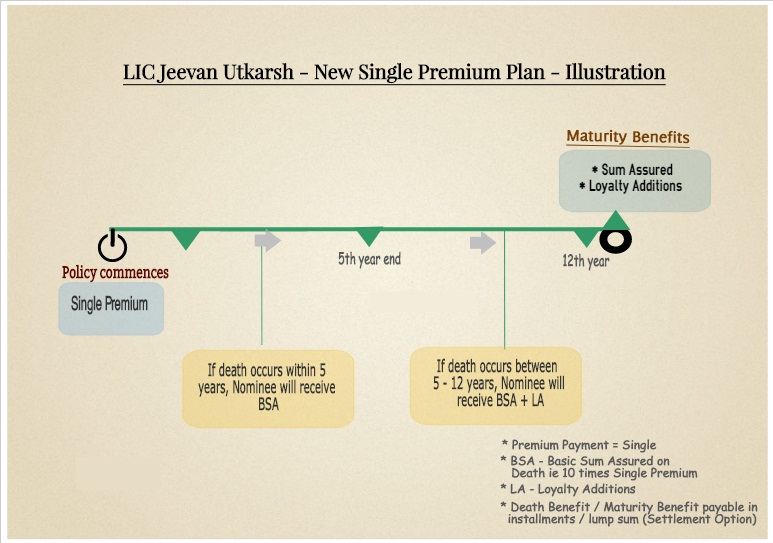 LIC Jeevan Utkarsh - New Single Premium Plan - Illustration
Maturity Benefits
* Sum Assured
* Loyalty Additions
5th year end
12th year
Policy commences
Single Premium
If death occurs within 5
years, Nominee will receive
BSA
If death occurs between
5 - 12 years, Nominee will
receive BSA + LA
* Premium Payment = Single
* BSA - Basic Sum Assured on
Death ie 10 times Single Premium
* LA - Loyalty Additions
* Death Benefit / Maturity Benefit payable in
installments / lump sum (Settlement Option)